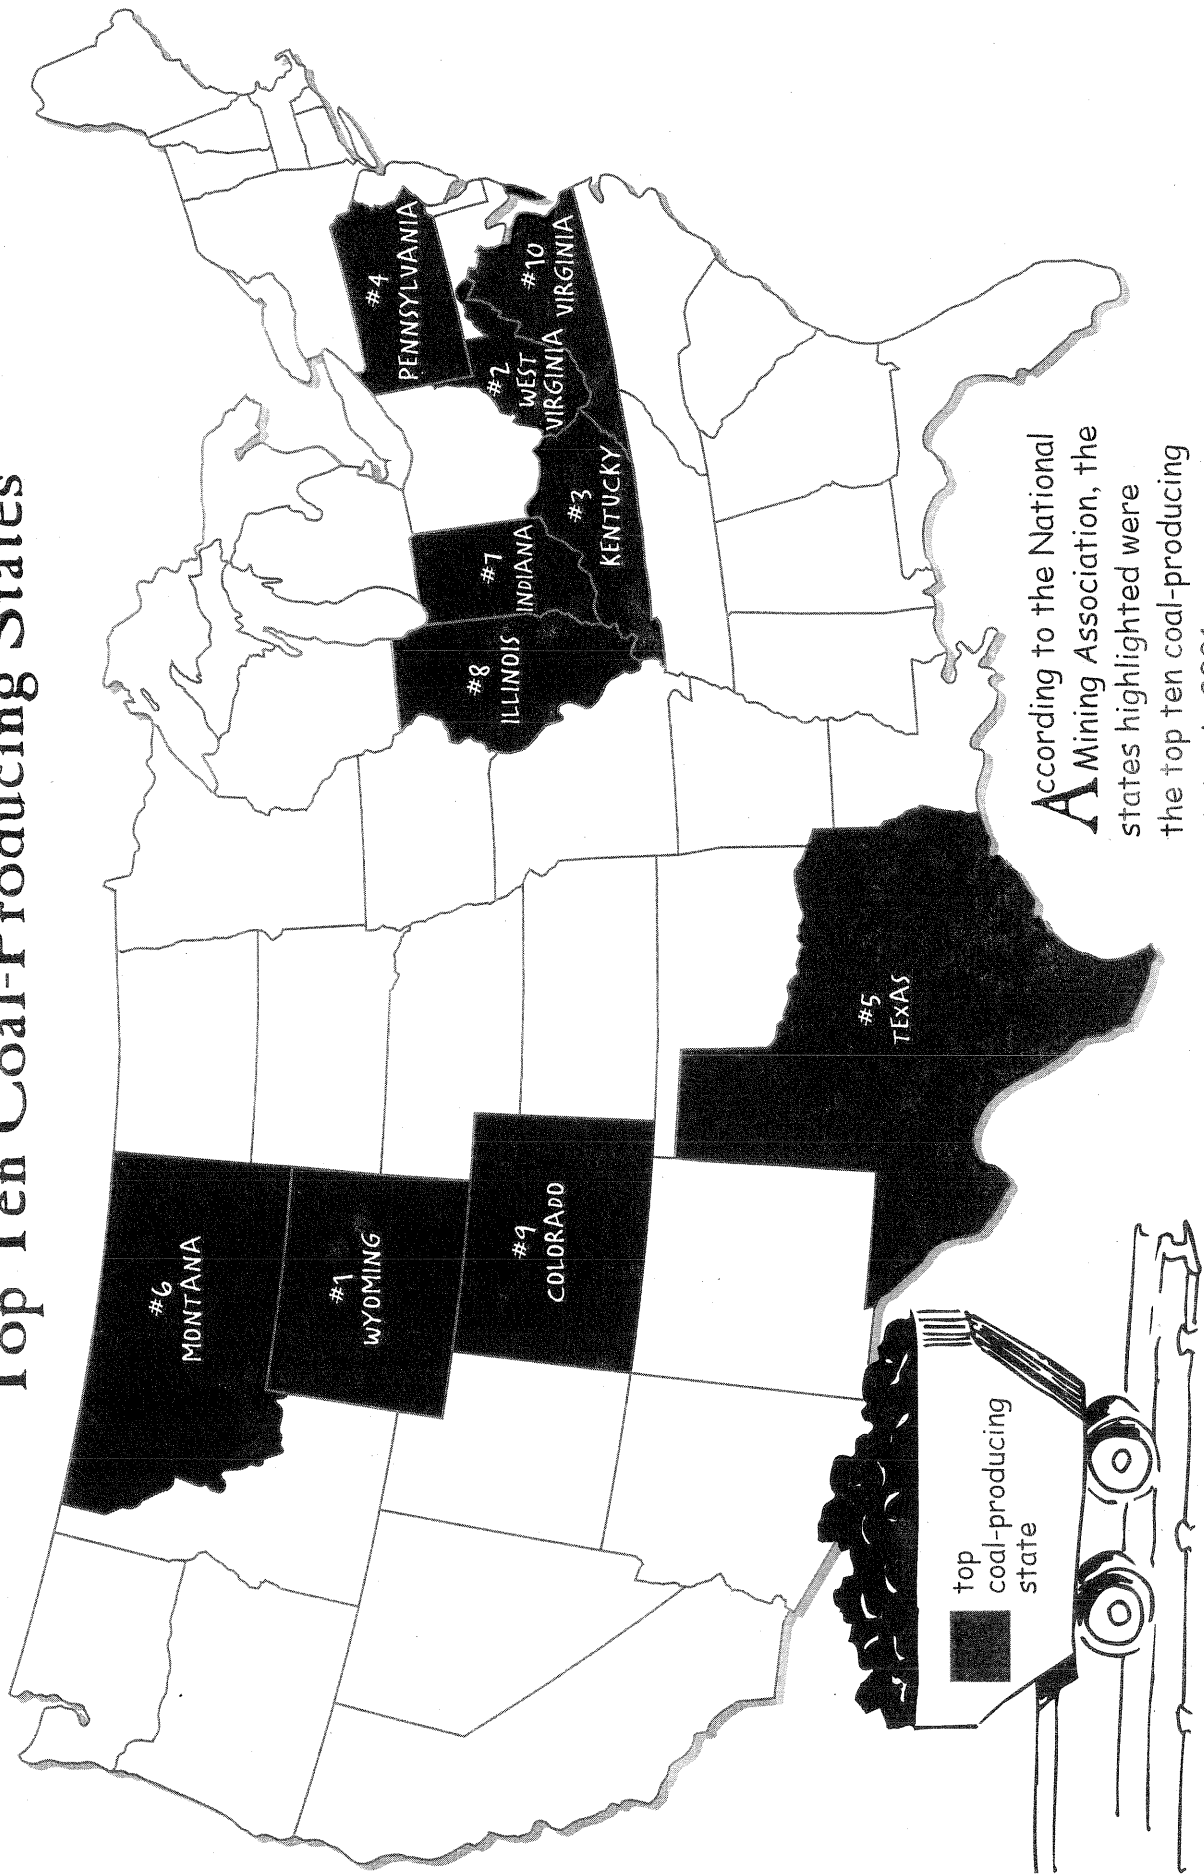 Top Ten Coal-Producing States
#6
MONTANA
#1
WYOMING
#9
COLORADO
#5
TEXAS
#8
ILLINOIS
#7
INDIANA
#3
KENTUCKY
#2
WEST
VIRGINIA
#4
PENNSYLVANIA
#10
VIRGINIA
top
coal-producing
state
According to the National
Mining Association, the
states highlighted were
the top ten coal-producing